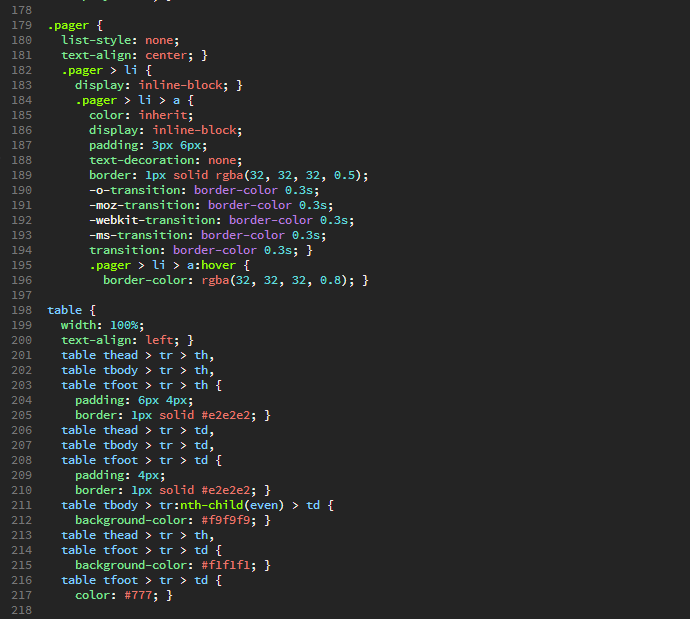 178
179 .pager {
180 list-style: none;
181 text-align: center; }
182 .pager > li {
183 display: inline-block; }
184 .pager > li > a {
185 color: inherit;
186 display: inline-block;
187 padding: 3px 6px;
188 text-decoration: none;
189 border: 1px solid rgba(32, 32, 32, 0.5);
190 -o-transition: border-color 0.3s;
191 -moz-transition: border-color 0.3s;
192 -webkit-transition: border-color 0.3s;
193 -ms-transition: border-color 0.3s;
194 transition: border-color 0.3s; }
195 .pager > li > a:hover {
196 border-color: rgba(32, 32, 32, 0.8); }
197
198 table {
199 width: 100%;
200 text-align: left; }
201 table thead > tr > th,
202 table tbody > tr > th,
203 table tfoot > tr > th {
204 padding: 6px 4px;
205 border: 1px solid #e2e2e2; }
206 table thead > tr > td,
207 table tbody > tr > td,
208 table tfoot > tr > td {
209 padding: 4px;
210 border: 1px solid #e2e2e2; }
211 table tbody > tr:nth-child(even) > td {
212 background-color: #f9f9f9; }
213 table thead > tr > th,
214 table tfoot > tr > td {
215 background-color: #f1f1f1; }
216 table tfoot > tr > td {
217 color: #777; }
218